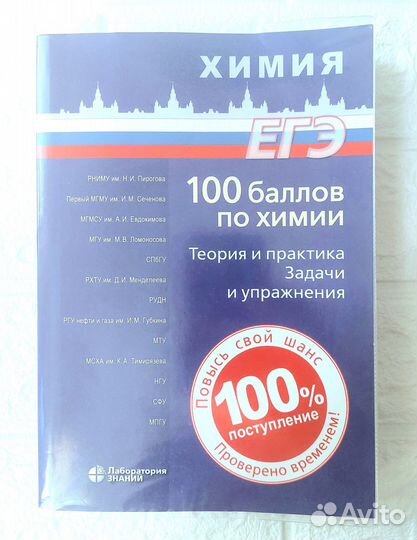 ХИМИЯ
ЕГЭ
100 баллов
по химии
Теория и практика
Задачи
и упражнения
РНИМУ им. Н.И. Пирогова
Первый МГМУ им. И.М. Сеченова
МГМСУ им. А.И. Евдокимова
МГУ им. М.В. Ломоносова
СПбГУ
РХТУ им. Д.И. Менделеева
РУДН
РГУ нефти и газа им. И.М. Губкина
МТУ
МСХА им. К.А. Тимирязева
НГУ
СФУ
МПГУ
Повысь свой шанс
100%
поступление
Проверено временем!
Лаборатория
ЗНАНИЙ
Avito